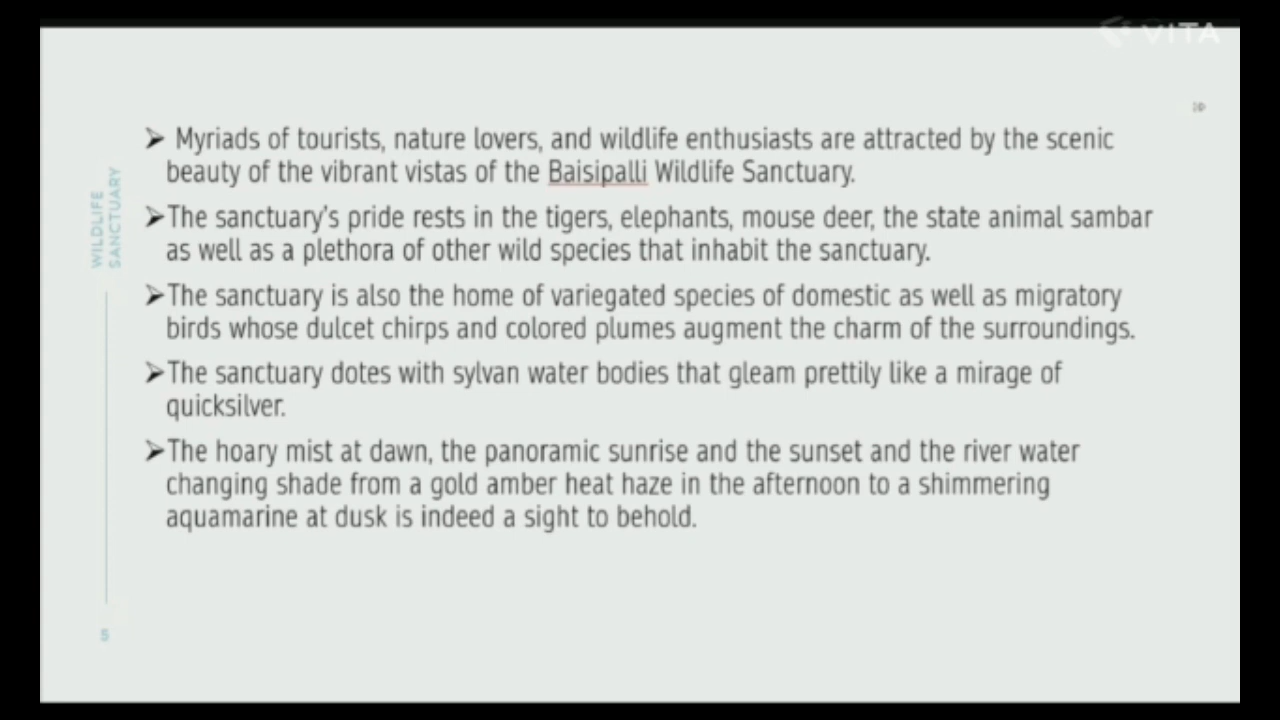 VITA
➤ Myriads of tourists, nature lovers, and wildlife enthusiasts are attracted by the scenic
beauty of the vibrant vistas of the Baisipalli Wildlife Sanctuary.
➤The sanctuary's pride rests in the tigers, elephants, mouse deer, the state animal sambar
as well as a plethora of other wild species that inhabit the sanctuary.
➤The sanctuary is also the home of variegated species of domestic as well as migratory
birds whose dulcet chirps and colored plumes augment the charm of the surroundings.
➤The sanctuary dotes with sylvan water bodies that gleam prettily like a mirage of
quicksilver.
➤The hoary mist at dawn, the panoramic sunrise and the sunset and the river water
changing shade from a gold amber heat haze in the afternoon to a shimmering
aquamarine at dusk is indeed a sight to behold.
WILDLIFE
SANCTUARY